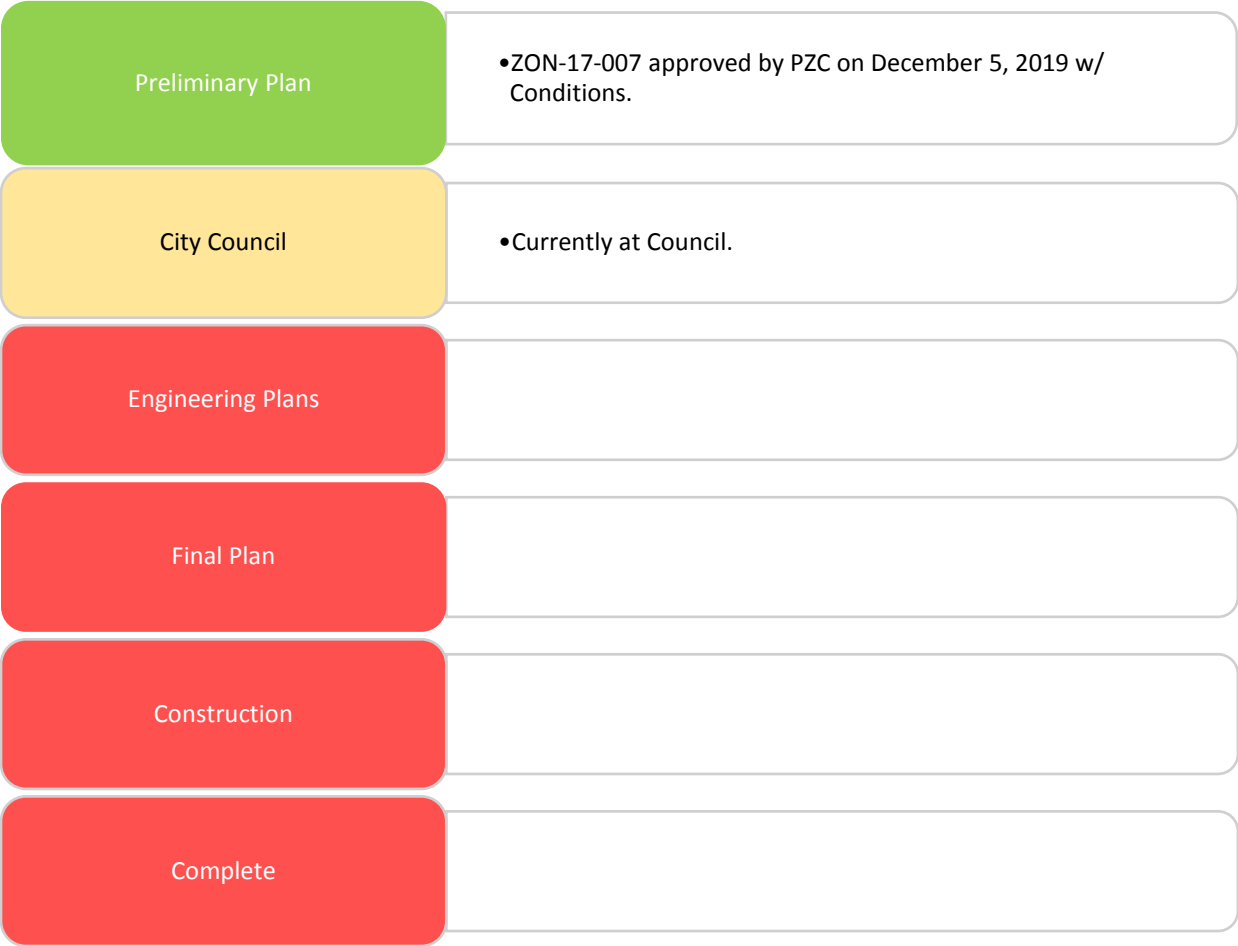 Preliminary Plan
•ZON-17-007 approved by PZC on December 5, 2019 w/
Conditions.
City Council
•Currently at Council.
Engineering Plans
Final Plan
Construction
Complete